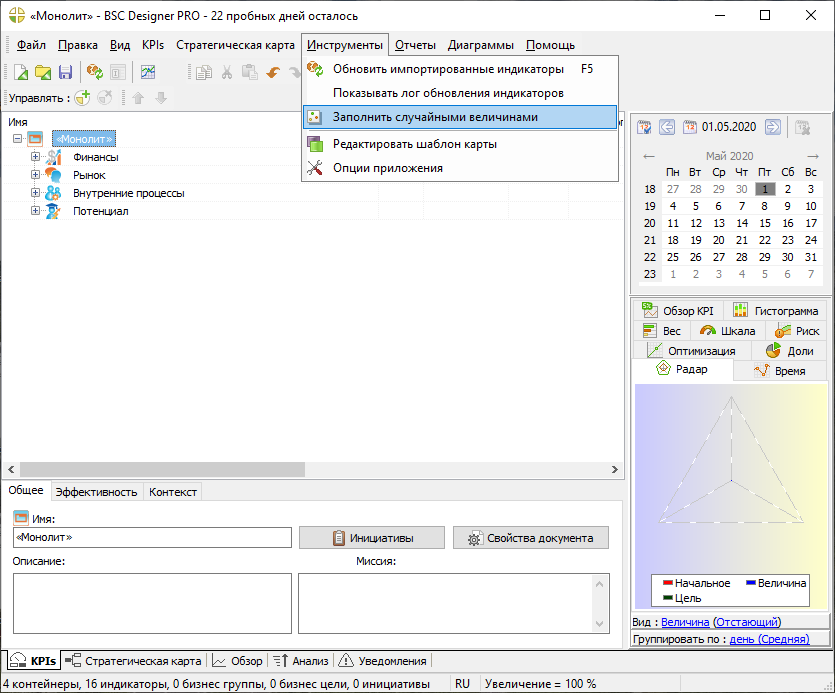 «Монолит» - BSC Designer PRO - 22 пробных дней осталось
Файл Правка Вид KPIs Стратегическая карта Инструменты Отчеты Диаграммы Помощь
Обновить импортированные индикаторы F5
Показывать лог обновления индикаторов
Заполнить случайными величинами
Редактировать шаблон карты
Опции приложения
Управлять :
Имя
«Монолит»
Финансы
Рынок
Внутренние процессы
Потенциал
01.05.2020
Май 2020
Пн Вт Ср Чт Пт Сб Вс
18 27 28 29 30 1 2 3
19 4 5 6 7 8 9 10
20 11 12 13 14 15 16 17
21 18 19 20 21 22 23 24
22 25 26 27 28 29 30 31
23 1 2 3 4 5 6 7
Обзор KPI Гистограмма
Вес Шкала Риск
Оптимизация Доли
Радар Время
Начальное Величина
Цель
Вид : Величина (Отстающий)
Группировать по : день (Средняя)
Общее Эффективность Контекст
Имя:
«Монолит»
Инициативы Свойства документа
Описание: Миссия:
KPIs Стратегическая карта Обзор Анализ Уведомления
4 контейнеры, 16 индикаторы, 0 бизнес группы, 0 бизнес цели, 0 инициативы RU Увеличение = 100 %